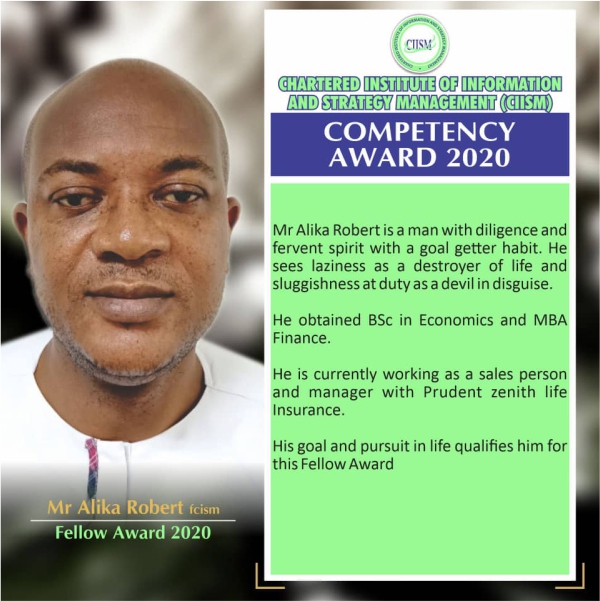 CIISM
CHARTERED INSTITUTE OF INFORMATION
AND STRATEGY MANAGEMENT (CIISM)
COMPETENCY
AWARD 2020
Mr Alika Robert is a man with diligence and
fervent spirit with a goal getter habit. He
sees laziness as a destroyer of life and
sluggishness at duty as a devil in disguise.
He obtained BSc in Economics and MBA
Finance.
He is currently working as a sales person
and manager with Prudent zenith life
Insurance.
His goal and pursuit in life qualifies him for
this Fellow Award
Mr Alika Robert fcism
Fellow Award 2020